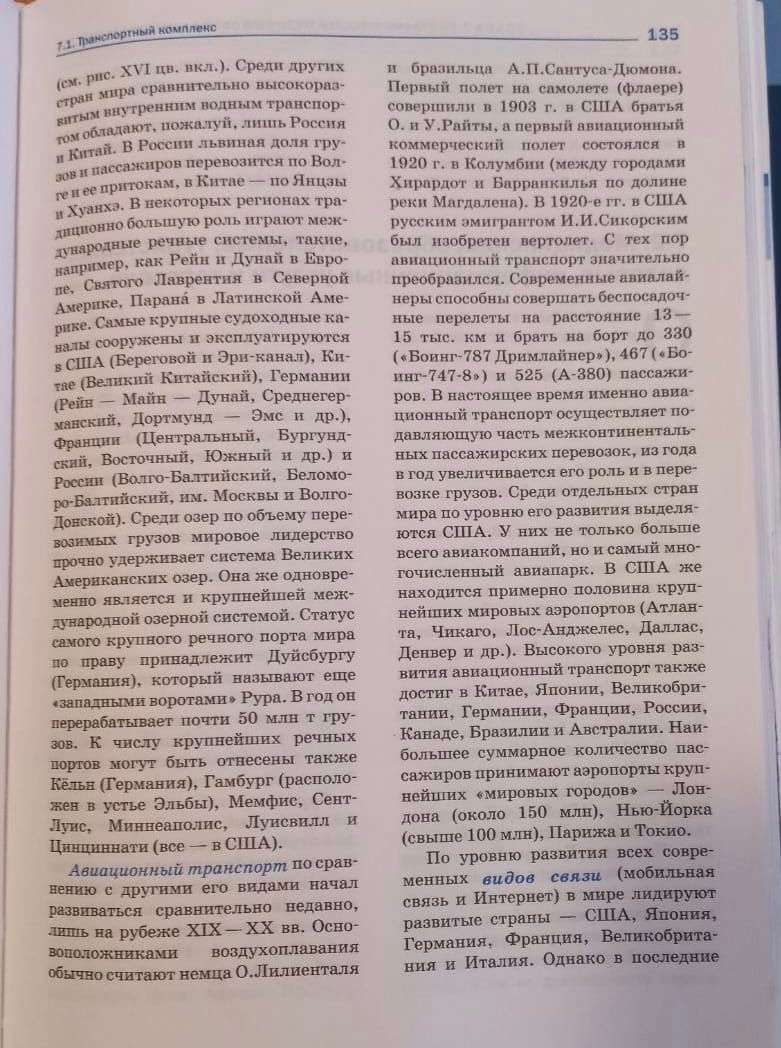 7.1. Транспортный комплекс
135
(см. рис. XVI цв. вкл.). Среди других
стран мира сравнительно высокораз-
витым внутренним водным транспор-
том обладают, пожалуй, лишь Россия
и Китай. В России львиная доля гру-
зов и пассажиров перевозится по Вол-
ге и ее притокам, в Китае — по Янцзы
и Хуанхэ. В некоторых регионах тра-
диционно большую роль играют меж-
дународные речные системы, такие,
например, как Рейн и Дунай в Евро-
пе, Святого Лаврентия в Северной
Америке, Парана́ в Латинской Аме-
рике. Самые крупные судоходные ка-
налы сооружены и эксплуатируются
в США (Береговой и Эри-канал), Ки-
тае (Великий Китайский), Германии
(Рейн — Майн — Дунай, Среднегер-
манский, Дортмунд — Эмс и др.),
Франции (Центральный, Бургунд-
ский, Восточный, Южный и др.) и
России (Волго-Балтийский, Беломо-
ро-Балтийский, им. Москвы и Волго-
Донской). Среди озер по объему пере-
возимых грузов мировое лидерство
прочно удерживает система Великих
Американских озер. Она же одновре-
менно является и крупнейшей меж-
дународной озерной системой. Статус
самого крупного речного порта мира
по праву принадлежит Дуйсбургу
(Германия), который называют еще
«западными воротами» Рура. В год он
перерабатывает почти 50 млн т гру-
зов. К числу крупнейших речных
портов могут быть отнесены также
Кёльн (Германия), Гамбург (располо-
жен в устье Эльбы), Мемфис, Сент-
Луис, Миннеаполис, Луисвилл и
Цинциннати (все — в США).
Авиационный транспорт по срав-
нению с другими его видами начал
развиваться сравнительно недавно,
лишь на рубеже XIX — XX вв. Осно-
воположниками воздухоплавания
обычно считают немца О.Лилиенталя
и бразильца А.П.Сантуса-Дюмона.
Первый полет на самолете (флаере)
совершили в 1903 г. в США братья
О. и У.Райты, а первый авиационный
коммерческий полет состоялся в
1920 г. в Колумбии (между городами
Хирардот и Барранкилья по долине
реки Магдалена). В 1920-е гг. в США
русским эмигрантом И.И.Сикорским
был изобретен вертолет. С тех пор
авиационный транспорт значительно
преобразился. Современные авиалай-
неры способны совершать беспосадоч-
ные перелеты на расстояние 13 —
15 тыс. км и брать на борт до 330
(«Боинг-787 Дримлайнер»), 467 («Бо-
инг-747-8») и 525 (А-380) пассажи-
ров. В настоящее время именно авиа-
ционный транспорт осуществляет по-
давляющую часть межконтиненталь-
ных пассажирских перевозок, из года
в год увеличивается его роль и в пере-
возке грузов. Среди отдельных стран
мира по уровню его развития выделя-
ются США. У них не только больше
всего авиакомпаний, но и самый мно-
гочисленный авиапарк. В США же
находится примерно половина круп-
нейших мировых аэропортов (Атлан-
та, Чикаго, Лос-Анджелес, Даллас,
Денвер и др.). Высокого уровня раз-
вития авиационный транспорт также
достиг в Китае, Японии, Великобри-
тании, Германии, Франции, России,
Канаде, Бразилии и Австралии. Наи-
большее суммарное количество пас-
сажиров принимают аэропорты круп-
нейших «мировых городов» — Лон-
дона (около 150 млн), Нью-Йорка
(свыше 100 млн), Парижа и Токио.
По уровню развития всех совре-
менных видов связи (мобильная
связь и Интернет) в мире лидируют
развитые страны — США, Япония,
Германия, Франция, Великобрита-
ния и Италия. Однако в последние